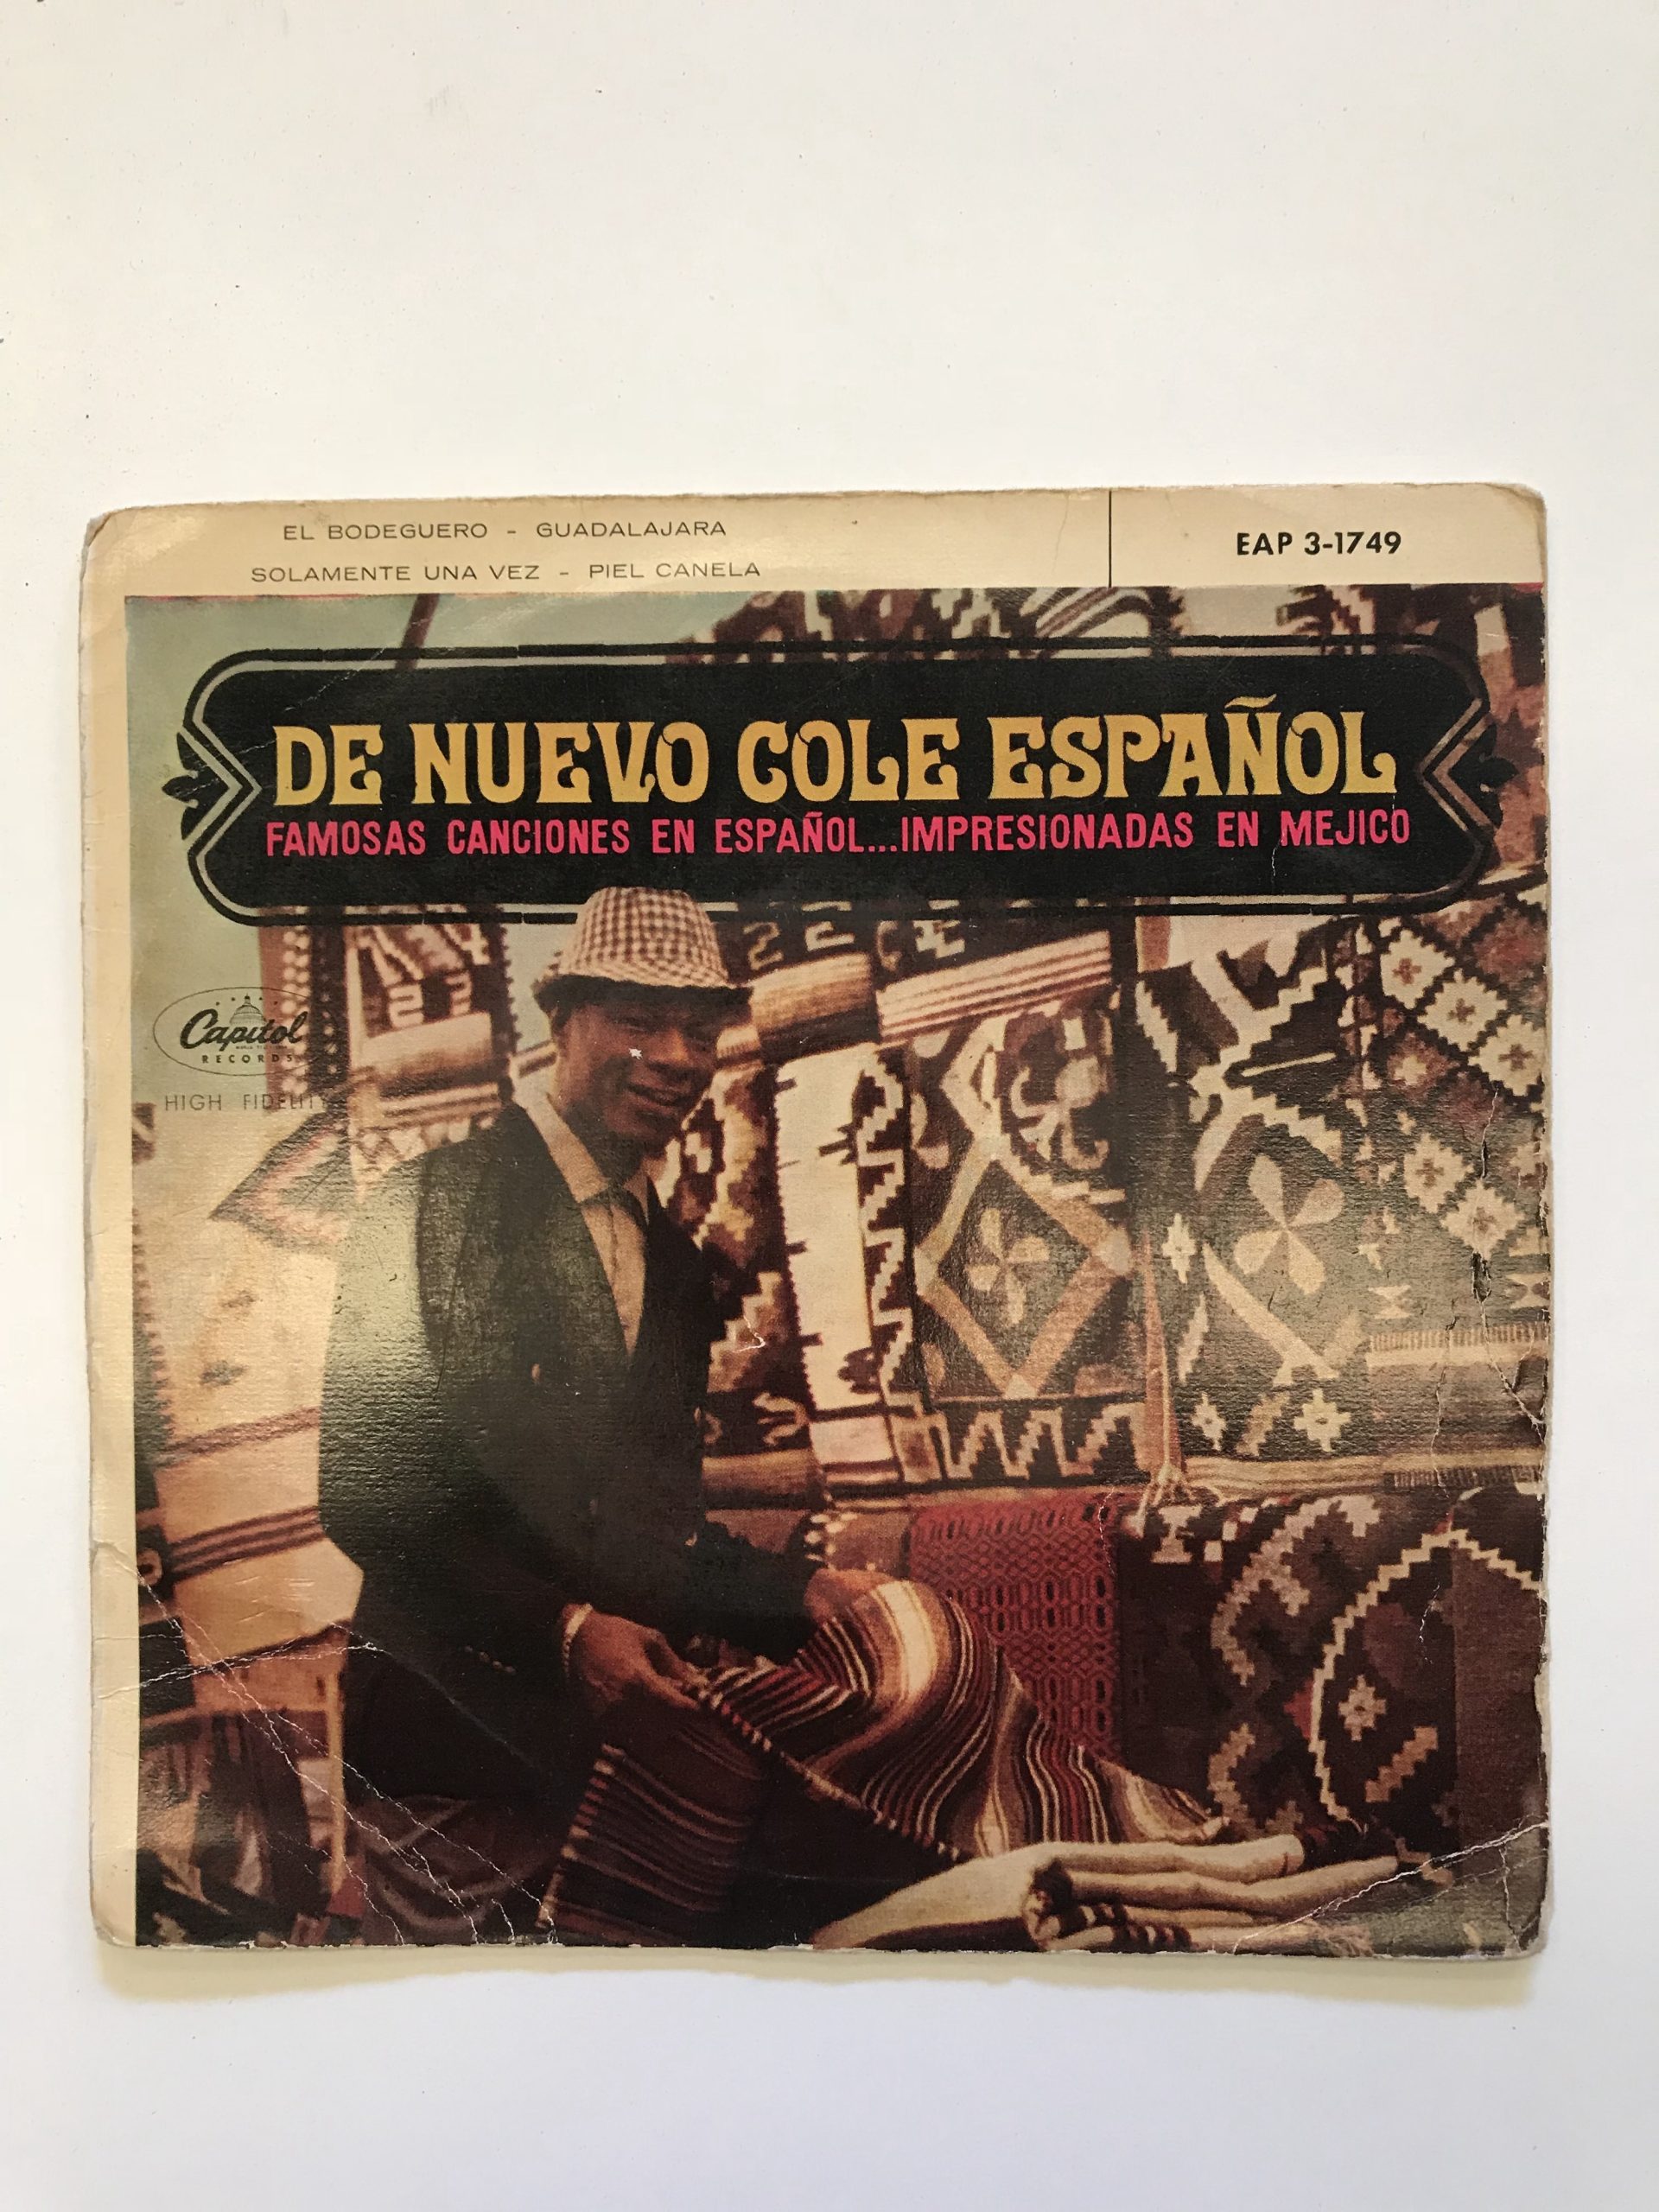 EL BODEGUERO – GUADALAJARA
SOLAMENTE UNA VEZ – PIEL CANELA
EAP 3-1749
DE NUEVO COLE ESPAÑOL
FAMOSAS CANCIONES EN ESPAÑOL...IMPRESIONADAS EN MEJICO
Capitol
RECORDS
HIGH FIDELITY